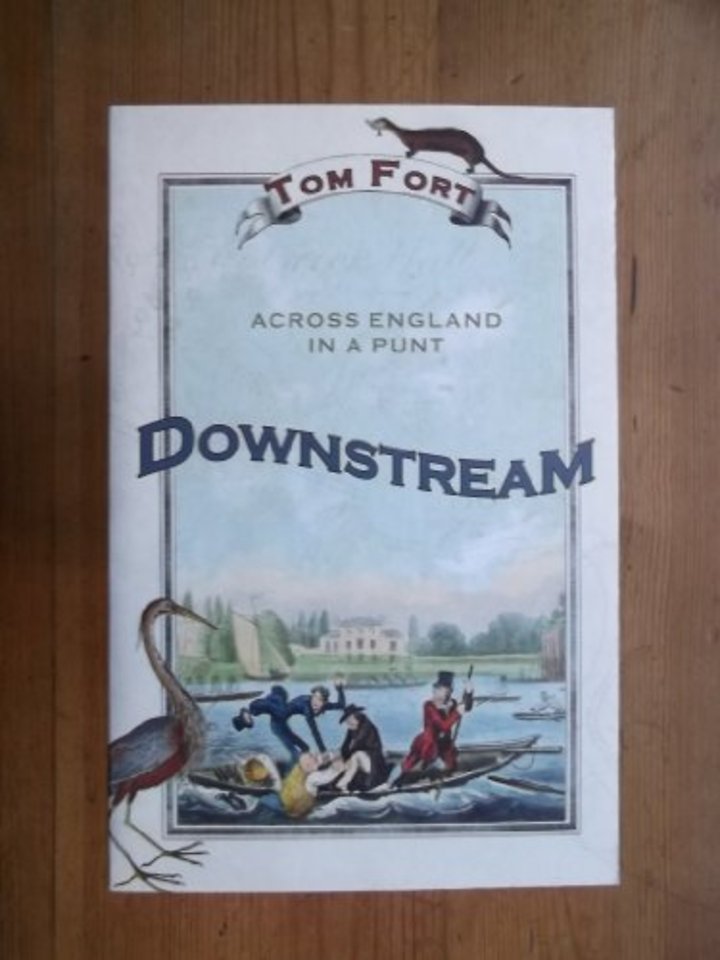 TOM FORT
ACROSS ENGLAND
IN A PUNT
DOWNSTREAM